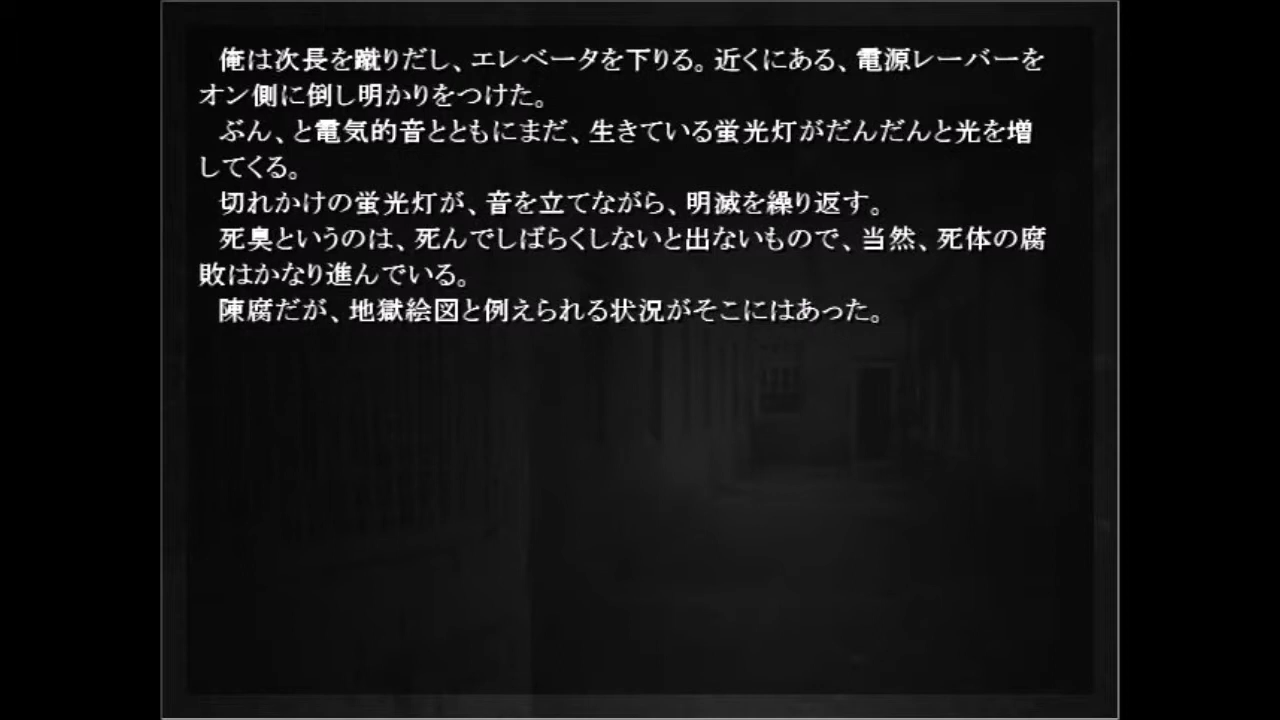 俺は次長を蹴りだし、エレベータを下りる。近くにある、電源レーバーを
オン側に倒し明かりをつけた。
ぶん、と電気的音とともにまだ、生きている蛍光灯がだんだんと光を増
してくる。
切れかけの蛍光灯が、音を立てながら、明滅を繰り返す。
死臭というのは、死んでしばらくしないと出ないもので、当然、死体の腐
敗はかなり進んでいる。
陳腐だが、地獄絵図と例えられる状況がそこにはあった。